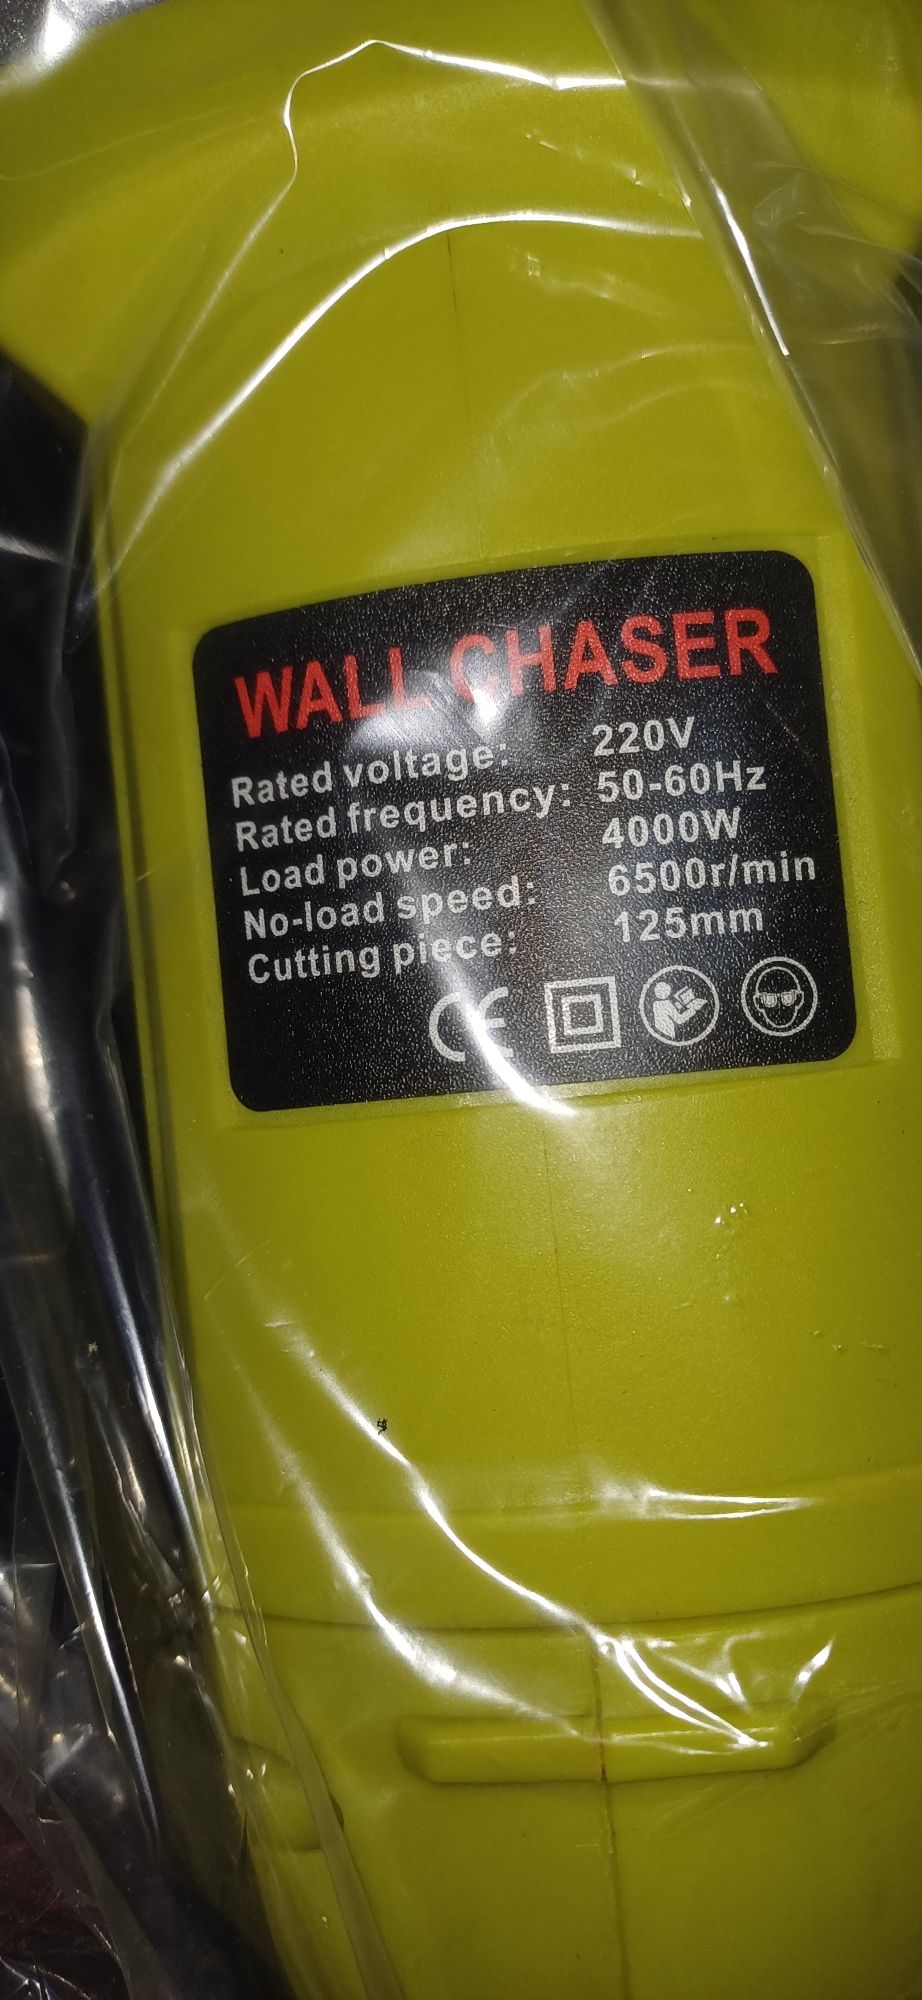 WALL CHASER
Rated voltage: 220V
Rated frequency: 50-60Hz
Load power: 4000W
No-load speed: 6500r/min
Cutting piece: 125mm
CE